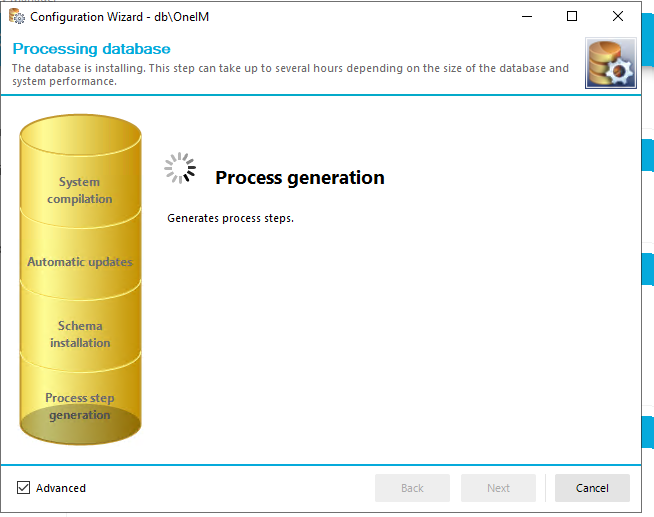 Configuration Wizard - db\OneIM
Processing database
The database is installing. This step can take up to several hours depending on the size of the database and
system performance.
System
compilation
Automatic updates
Schema
installation
Process step
generation
Process generation
Generates process steps.
Advanced
Back
Next
Cancel